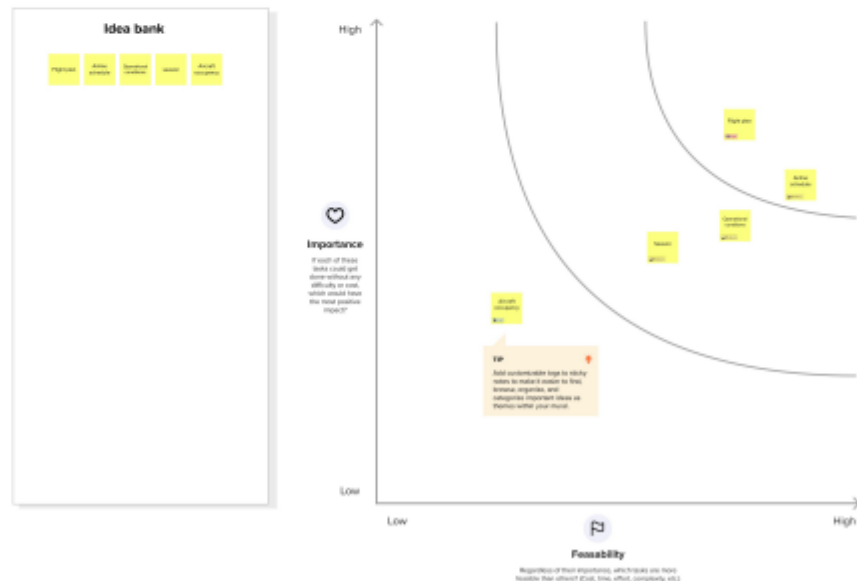 Idea bank
Flight plan
Airline
schedule
Operational
conditions
season
Aircraft
occupancy
High
Flight plan
Airline
schedule
Operational
conditions
Season
Importance
If each of these
tasks could get
done without any
difficulty or cost,
which would have
the most positive
impact?
Aircraft
occupancy
TIP
Add customizable tags to sticky
notes to make it easier to find,
browse, organize, and
categorize important ideas as
themes within your mural.
Low
Low
High
Feasability
Regardless of their importance, which tasks are more
feasible than others? (Cost, time, effort, complexity, etc.)